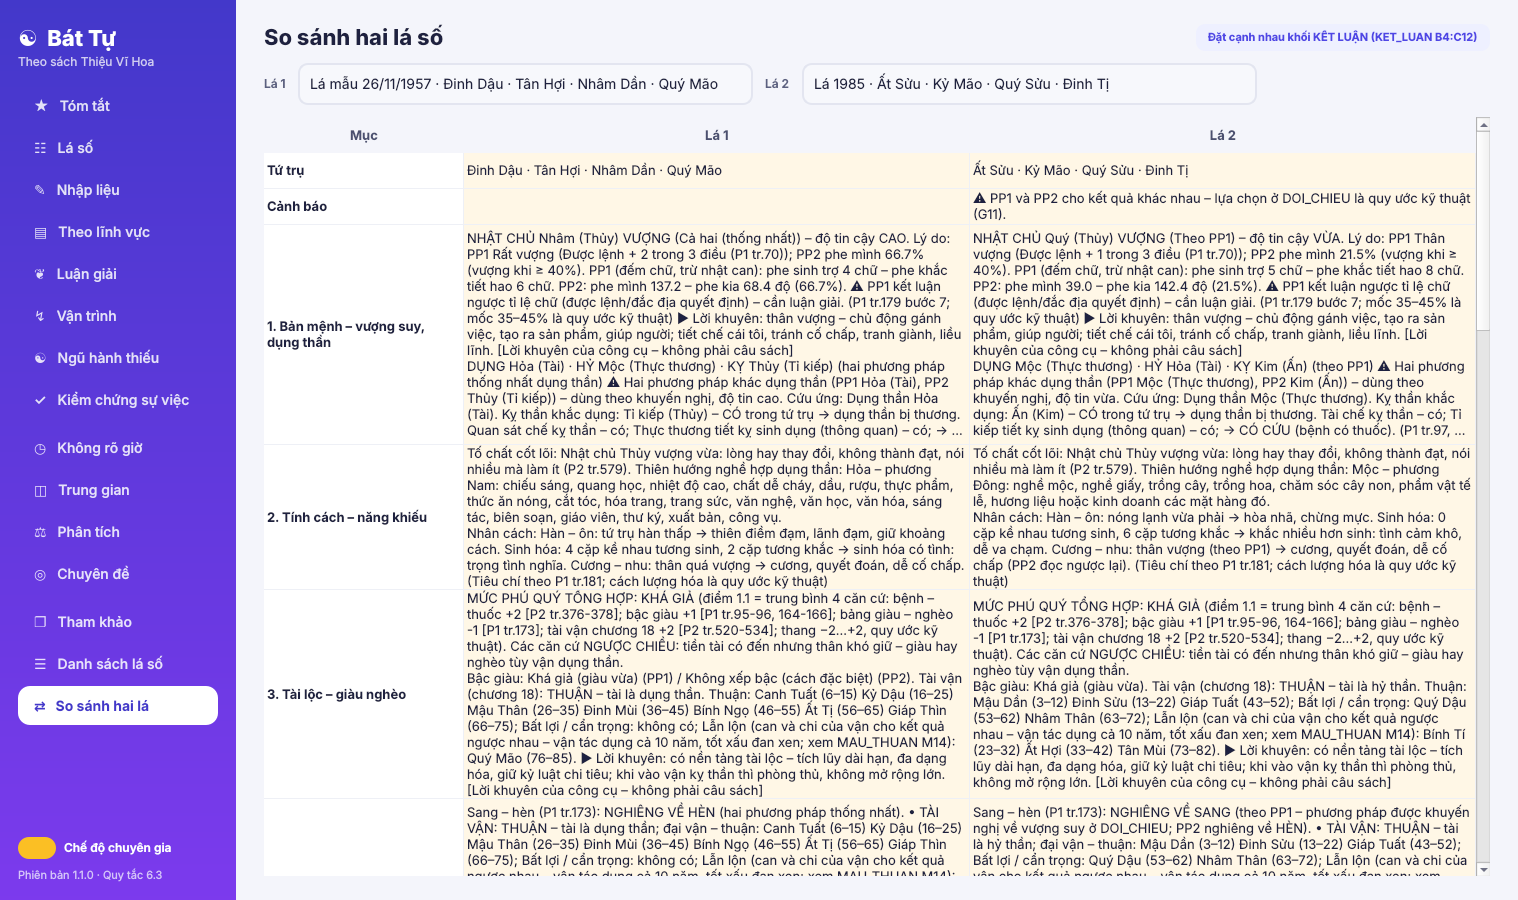 ☯ Bát Tự
Theo sách Thiệu Vĩ Hoa
★ Tóm tắt
☷ Lá số
✎ Nhập liệu
▤ Theo lĩnh vực
❦ Luận giải
↯ Vận trình
☯ Ngũ hành thiếu
✓ Kiểm chứng sự việc
◷ Không rõ giờ
◫ Trung gian
⚖ Phân tích
◎ Chuyên đề
❒ Tham khảo
☰ Danh sách lá số
⇄ So sánh hai lá
Chế độ chuyên gia
Phiên bản 1.1.0 · Quy tắc 6.3
So sánh hai lá số
Đặt cạnh nhau khối KẾT LUẬN (KET_LUAN B4:C12)
Lá 1
Lá mẫu 26/11/1957 · Đinh Dậu · Tân Hợi · Nhâm Dần · Quý Mão
Lá 2
Lá 1985 · Ất Sửu · Kỷ Mão · Quý Sửu · Đinh Tị
Mục
Lá 1
Lá 2
Tứ trụ
Đinh Dậu · Tân Hợi · Nhâm Dần · Quý Mão
Ất Sửu · Kỷ Mão · Quý Sửu · Đinh Tị
Cảnh báo
⚠ PP1 và PP2 cho kết quả khác nhau – lựa chọn ở DOI_CHIEU là quy ước kỹ thuật
(G11).
1. Bản mệnh – vượng suy,
dụng thần
NHẬT CHỦ Nhâm (Thủy) VƯỢNG (Cả hai (thống nhất)) – độ tin cậy CAO. Lý do:
PP1 Rất vượng (Được lệnh + 2 trong 3 điều (P1 tr.70)); PP2 phe mình 66.7%
(vượng khi ≥ 40%). PP1 (đếm chữ, trừ nhật can): phe sinh trợ 4 chữ – phe khắc
tiết hao 6 chữ. PP2: phe mình 137.2 – phe kia 68.4 độ (66.7%). ⚠ PP1 kết luận
ngược tỉ lệ chữ (được lệnh/đắc địa quyết định) – cần luận giải. (P1 tr.179 bước 7;
mốc 35–45% là quy ước kỹ thuật) ► Lời khuyên: thân vượng – chủ động gánh
việc, tạo ra sản phẩm, giúp người; tiết chế cái tôi, tránh cố chấp, tranh giành, liều
lĩnh. [Lời khuyên của công cụ – không phải câu sách]
DỤNG Hỏa (Tài) · HỶ Mộc (Thực thương) · KỴ Thủy (Tỉ kiếp) (hai phương pháp
thống nhất dụng thần) ⚠ Hai phương pháp khác dụng thần (PP1 Hỏa (Tài), PP2
Thủy (Tỉ kiếp)) – dùng theo khuyến nghị, độ tin cao. Cứu ứng: Dụng thần Hỏa
(Tài). Kỵ thần khắc dụng: Tỉ kiếp (Thủy) – CÓ trong tứ trụ → dụng thần bị thương.
Quan sát chế kỵ thần – có; Thực thương tiết kỵ sinh dụng (thông quan) – có; → ...
NHẬT CHỦ Quý (Thủy) VƯỢNG (Theo PP1) – độ tin cậy VỪA. Lý do: PP1 Thân
vượng (Được lệnh + 1 trong 3 điều (P1 tr.70)); PP2 phe mình 21.5% (vượng khi ≥
40%). PP1 (đếm chữ, trừ nhật can): phe sinh trợ 5 chữ – phe khắc tiết hao 8 chữ.
PP2: phe mình 39.0 – phe kia 142.4 độ (21.5%). ⚠ PP1 kết luận ngược tỉ lệ chữ
(được lệnh/đắc địa quyết định) – cần luận giải. (P1 tr.179 bước 7; mốc 35–45% là
quy ước kỹ thuật) ► Lời khuyên: thân vượng – chủ động gánh việc, tạo ra sản
phẩm, giúp người; tiết chế cái tôi, tránh cố chấp, tranh giành, liều lĩnh. [Lời
khuyên của công cụ – không phải câu sách]
DỤNG Mộc (Thực thương) · HỶ Hỏa (Tài) · KỴ Kim (Ấn) (theo PP1) ⚠ Hai phương
pháp khác dụng thần (PP1 Mộc (Thực thương), PP2 Kim (Ấn)) – dùng theo
khuyến nghị, độ tin vừa. Cứu ứng: Dụng thần Mộc (Thực thương). Kỵ thần khắc
dụng: Ấn (Kim) – CÓ trong tứ trụ → dụng thần bị thương. Tài chế kỵ thần – có; Tỉ
kiếp tiết kỵ sinh dụng (thông quan) – có; → CÓ CỨU (bệnh có thuốc). (P1 tr.97, ...
2. Tính cách – năng khiếu
Tố chất cốt lõi: Nhật chủ Thủy vượng vừa: lòng hay thay đổi, không thành đạt, nói
nhiều mà làm ít (P2 tr.579). Thiên hướng nghề hợp dụng thần: Hỏa – phương
Nam: chiếu sáng, quang học, nhiệt độ cao, chất dễ cháy, dầu, rượu, thực phẩm,
thức ăn nóng, cắt tóc, hóa trang, trang sức, văn nghệ, văn học, văn hóa, sáng
tác, biên soạn, giáo viên, thư ký, xuất bản, công vụ.
Nhân cách: Hàn – ôn: tứ trụ hàn thấp → thiên điềm đạm, lãnh đạm, giữ khoảng
cách. Sinh hóa: 4 cặp kề nhau tương sinh, 2 cặp tương khắc → sinh hóa có tình:
trọng tình nghĩa. Cương – nhu: thân quá vượng → cương, quyết đoán, dễ cố chấp.
(Tiêu chí theo P1 tr.181; cách lượng hóa là quy ước kỹ thuật)
Tố chất cốt lõi: Nhật chủ Thủy vượng vừa: lòng hay thay đổi, không thành đạt, nói
nhiều mà làm ít (P2 tr.579). Thiên hướng nghề hợp dụng thần: Mộc – phương
Đông: nghề mộc, nghề giấy, trồng cây, trồng hoa, chăm sóc cây non, phẩm vật tế
lễ, hương liệu hoặc kinh doanh các mặt hàng đó.
Nhân cách: Hàn – ôn: nóng lạnh vừa phải → hòa nhã, chừng mực. Sinh hóa: 0
cặp kề nhau tương sinh, 6 cặp tương khắc → khắc nhiều hơn sinh: tình cảm khô,
dễ va chạm. Cương – nhu: thân vượng (theo PP1) → cương, quyết đoán, dễ cố
chấp (PP2 đọc ngược lại). (Tiêu chí theo P1 tr.181; cách lượng hóa là quy ước kỹ
thuật)
3. Tài lộc – giàu nghèo
MỨC PHÚ QUÝ TỔNG HỢP: KHÁ GIẢ (điểm 1.1 = trung bình 4 căn cứ: bệnh –
thuốc +2 [P2 tr.376-378]; bậc giàu +1 [P1 tr.95-96, 164-166]; bảng giàu – nghèo
-1 [P1 tr.173]; tài vận chương 18 +2 [P2 tr.520-534]; thang −2...+2, quy ước kỹ
thuật). Các căn cứ NGƯỢC CHIỀU: tiền tài có đến nhưng thân khó giữ – giàu hay
nghèo tùy vận dụng thần.
Bậc giàu: Khá giả (giàu vừa) (PP1) / Không xếp bậc (cách đặc biệt) (PP2). Tài vận
(chương 18): THUẬN – tài là dụng thần. Thuận: Canh Tuất (6–15) Kỷ Dậu (16–25)
Mậu Thân (26–35) Đinh Mùi (36–45) Bính Ngọ (46–55) Ất Tị (56–65) Giáp Thìn
(66–75); Bất lợi / cẩn trọng: không có; Lẫn lộn (can và chi của vận cho kết quả
ngược nhau – vận tác dụng cả 10 năm, tốt xấu đan xen; xem MAU_THUAN M14):
Quý Mão (76–85). ► Lời khuyên: có nền tảng tài lộc – tích lũy dài hạn, đa dạng
hóa, giữ kỷ luật chi tiêu; khi vào vận kỵ thần thì phòng thủ, không mở rộng lớn.
[Lời khuyên của công cụ – không phải câu sách]
MỨC PHÚ QUÝ TỔNG HỢP: KHÁ GIẢ (điểm 1.1 = trung bình 4 căn cứ: bệnh –
thuốc +2 [P2 tr.376-378]; bậc giàu +1 [P1 tr.95-96, 164-166]; bảng giàu – nghèo
-1 [P1 tr.173]; tài vận chương 18 +2 [P2 tr.520-534]; thang −2...+2, quy ước kỹ
thuật). Các căn cứ NGƯỢC CHIỀU: tiền tài có đến nhưng thân khó giữ – giàu hay
nghèo tùy vận dụng thần.
Bậc giàu: Khá giả (giàu vừa). Tài vận (chương 18): THUẬN – tài là hỷ thần. Thuận:
Mậu Dần (3–12) Đinh Sửu (13–22) Giáp Tuất (43–52); Bất lợi / cẩn trọng: Quý Dậu
(53–62) Nhâm Thân (63–72); Lẫn lộn (can và chi của vận cho kết quả ngược
nhau – vận tác dụng cả 10 năm, tốt xấu đan xen; xem MAU_THUAN M14): Bính Tí
(23–32) Ất Hợi (33–42) Tân Mùi (73–82). ► Lời khuyên: có nền tảng tài lộc – tích
lũy dài hạn, đa dạng hóa, giữ kỷ luật chi tiêu; khi vào vận kỵ thần thì phòng thủ,
không mở rộng lớn. [Lời khuyên của công cụ – không phải câu sách]
Sang – hèn (P1 tr.173): NGHIÊNG VỀ HÈN (hai phương pháp thống nhất). • TÀI
VẬN: THUẬN – tài là dụng thần; đại vận – thuận: Canh Tuất (6–15) Kỷ Dậu (16–25)
Mậu Thân (26–35) Đinh Mùi (36–45) Bính Ngọ (46–55) Ất Tị (56–65) Giáp Thìn
(66–75); Bất lợi / cẩn trọng: không có; Lẫn lộn (can và chi của vận cho kết quả
ngược nhau – vận tác dụng cả 10 năm, tốt xấu đan xen; xem MAU_THUAN M14):
Sang – hèn (P1 tr.173): NGHIÊNG VỀ SANG (theo PP1 – phương pháp được khuyến
nghị về vượng suy ở DOI_CHIEU; PP2 nghiêng về HÈN). • TÀI VẬN: THUẬN – tài
là hỷ thần; đại vận – thuận: Mậu Dần (3–12) Đinh Sửu (13–22) Giáp Tuất (43–52);
Bất lợi / cẩn trọng: Quý Dậu (53–62) Nhâm Thân (63–72); Lẫn lộn (can và chi của
vận cho kết quả ngược nhau – vận tác dụng cả 10 năm, tốt xấu đan xen; xem